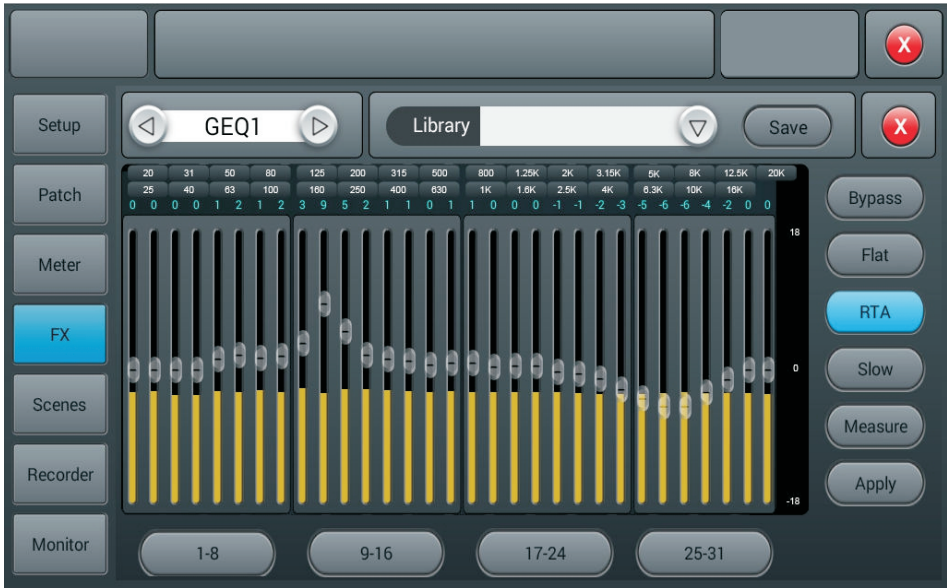 X
Setup
GEQ1
Library
Save
X
20 31 50 80 125 200 315 500 800 1.25K 2K 3.15K 5K 8K 12.5K 20K
25 40 63 100 160 250 400 630 1K 1.6K 2.5K 4K 6.3K 10K 16K
0 0 0 0 1 2 1 2 3 9 5 2 1 1 0 1 1 0 0 0 -1 -1 -2 -3 -5 -6 -6 -4 -2 0 0
18
0
-18
Patch
Meter
FX
Scenes
Recorder
Monitor
Bypass
Flat
RTA
Slow
Measure
Apply
1-8
9-16
17-24
25-31